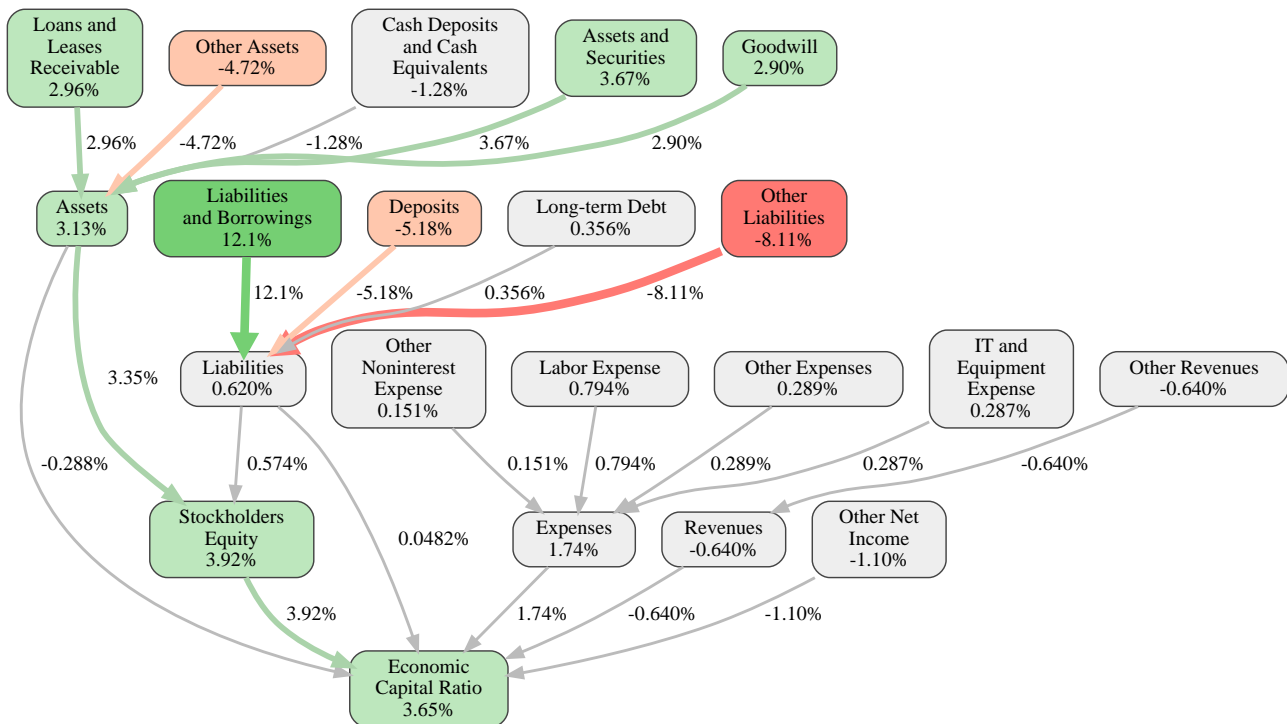 Loans and
Leases
Receivable
2.96%
Other Assets
-4.72%
Cash Deposits
and Cash
Equivalents
-1.28%
Assets and
Securities
3.67%
Goodwill
2.90%
2.96%
-4.72%
-1.28%
3.67%
2.90%
Assets
3.13%
Liabilities
and Borrowings
12.1%
Deposits
-5.18%
Long-term Debt
0.356%
Other
Liabilities
-8.11%
12.1%
-5.18%
0.356%
-8.11%
Liabilities
0.620%
Other
Noninterest
Expense
0.151%
Labor Expense
0.794%
Other Expenses
0.289%
IT and
Equipment
Expense
0.287%
Other Revenues
-0.640%
3.35%
-0.288%
0.574%
0.0482%
0.151%
0.794%
0.289%
0.287%
-0.640%
Stockholders
Equity
3.92%
Expenses
1.74%
Revenues
-0.640%
Other Net
Income
-1.10%
3.92%
1.74%
-0.640%
-1.10%
Economic
Capital Ratio
3.65%